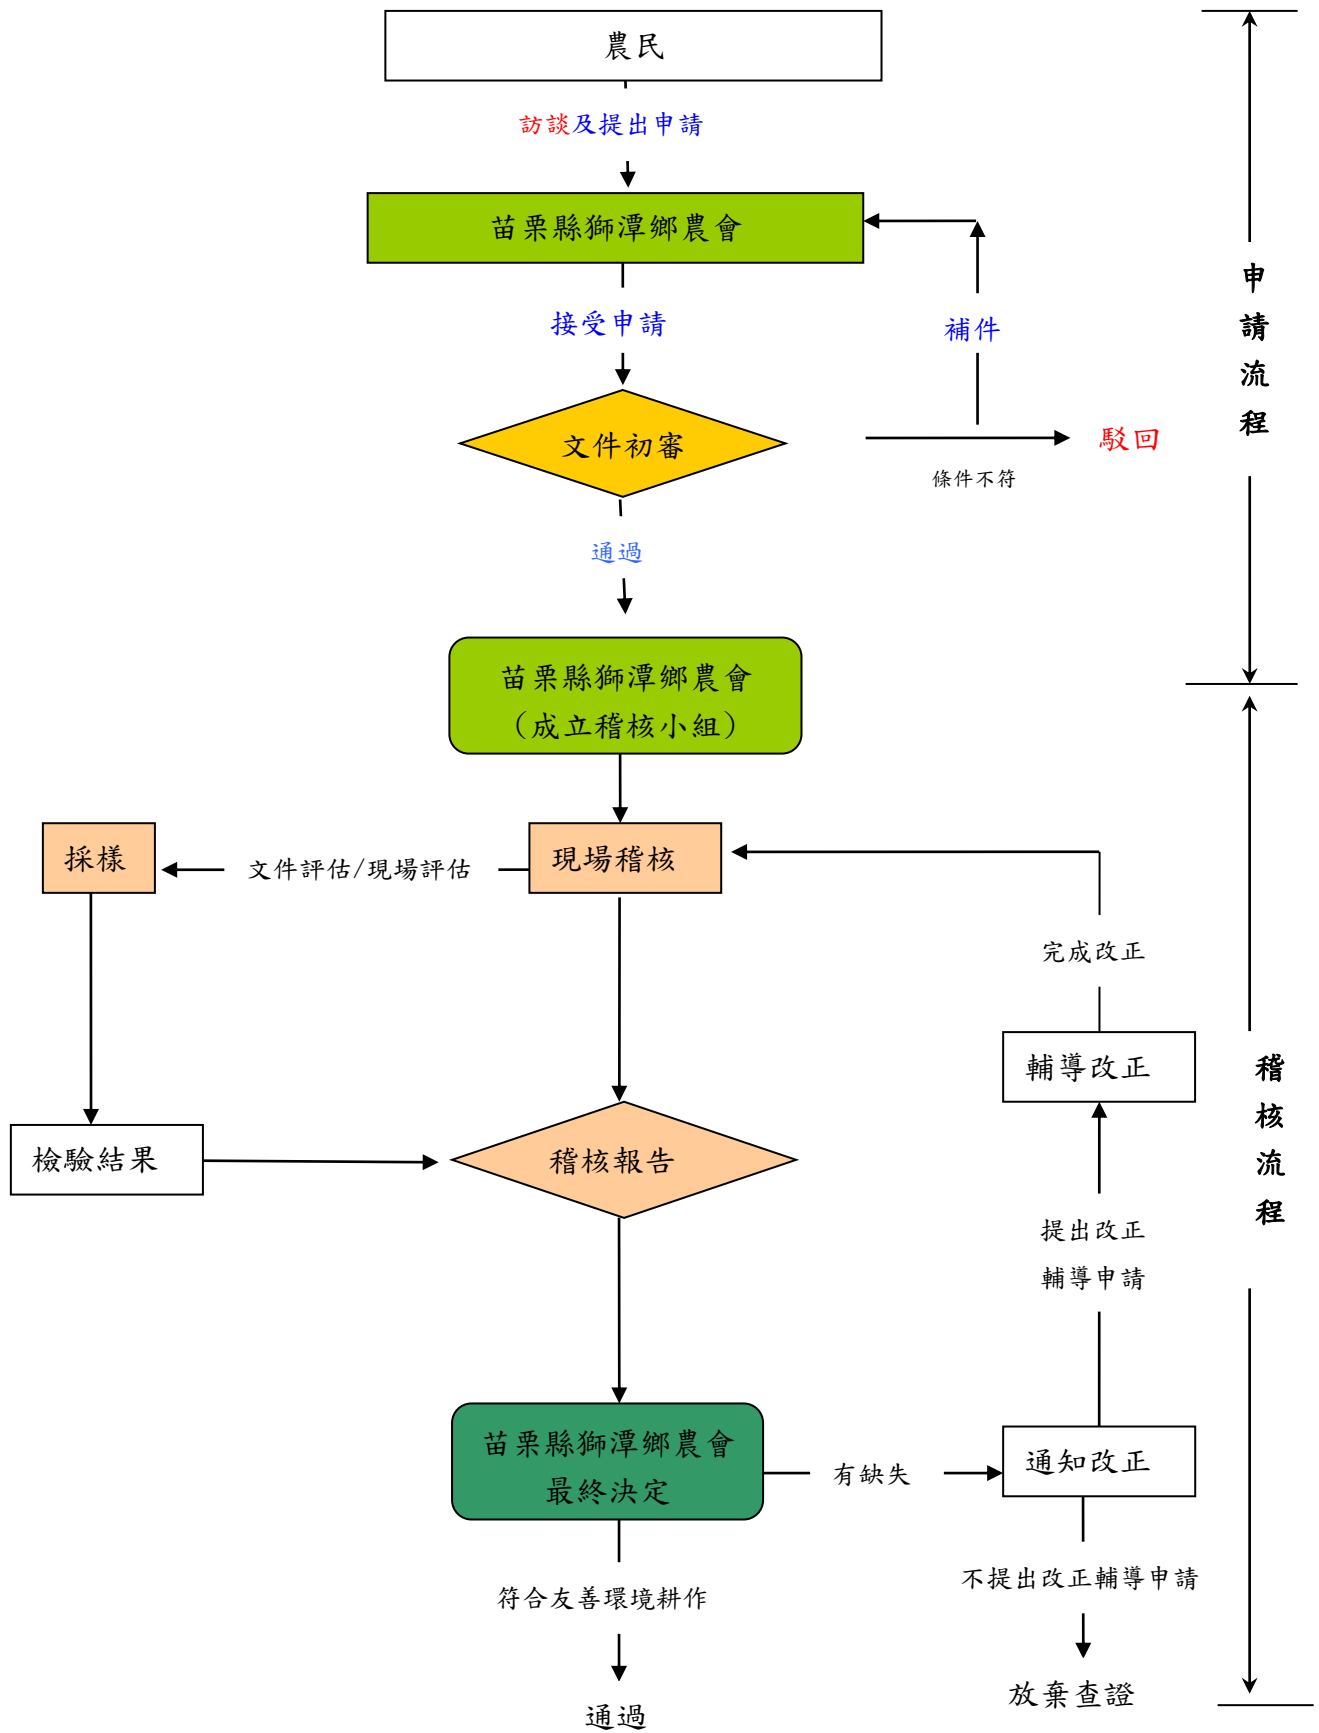 農民
訪談及提出申請
苗栗縣獅潭鄉農會
接受申請
補件
文件初審
駁回
條件不符
通過
申
請
流
程
苗栗縣獅潭鄉農會
（成立稽核小組）
採樣
文件評估/現場評估
現場稽核
完成改正
輔導改正
檢驗結果
稽核報告
提出改正
輔導申請
稽
核
流
程
苗栗縣獅潭鄉農會
最終決定
有缺失
通知改正
符合友善環境耕作
不提出改正輔導申請
通過
放棄查證